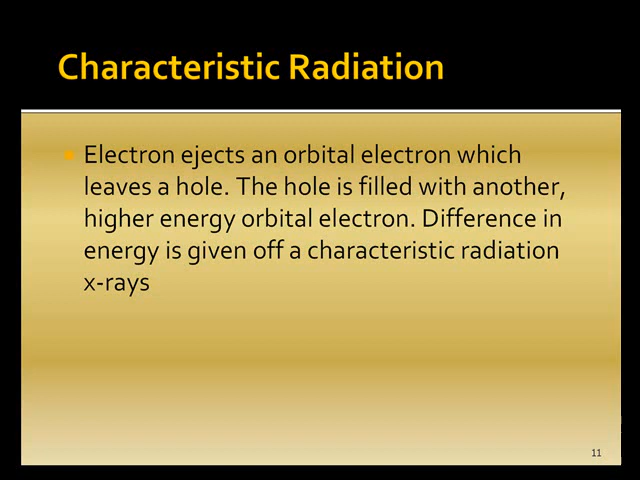 Characteristic Radiation
Electron ejects an orbital electron which
leaves a hole. The hole is filled with another,
higher energy orbital electron. Difference in
energy is given off a characteristic radiation
x-rays
11